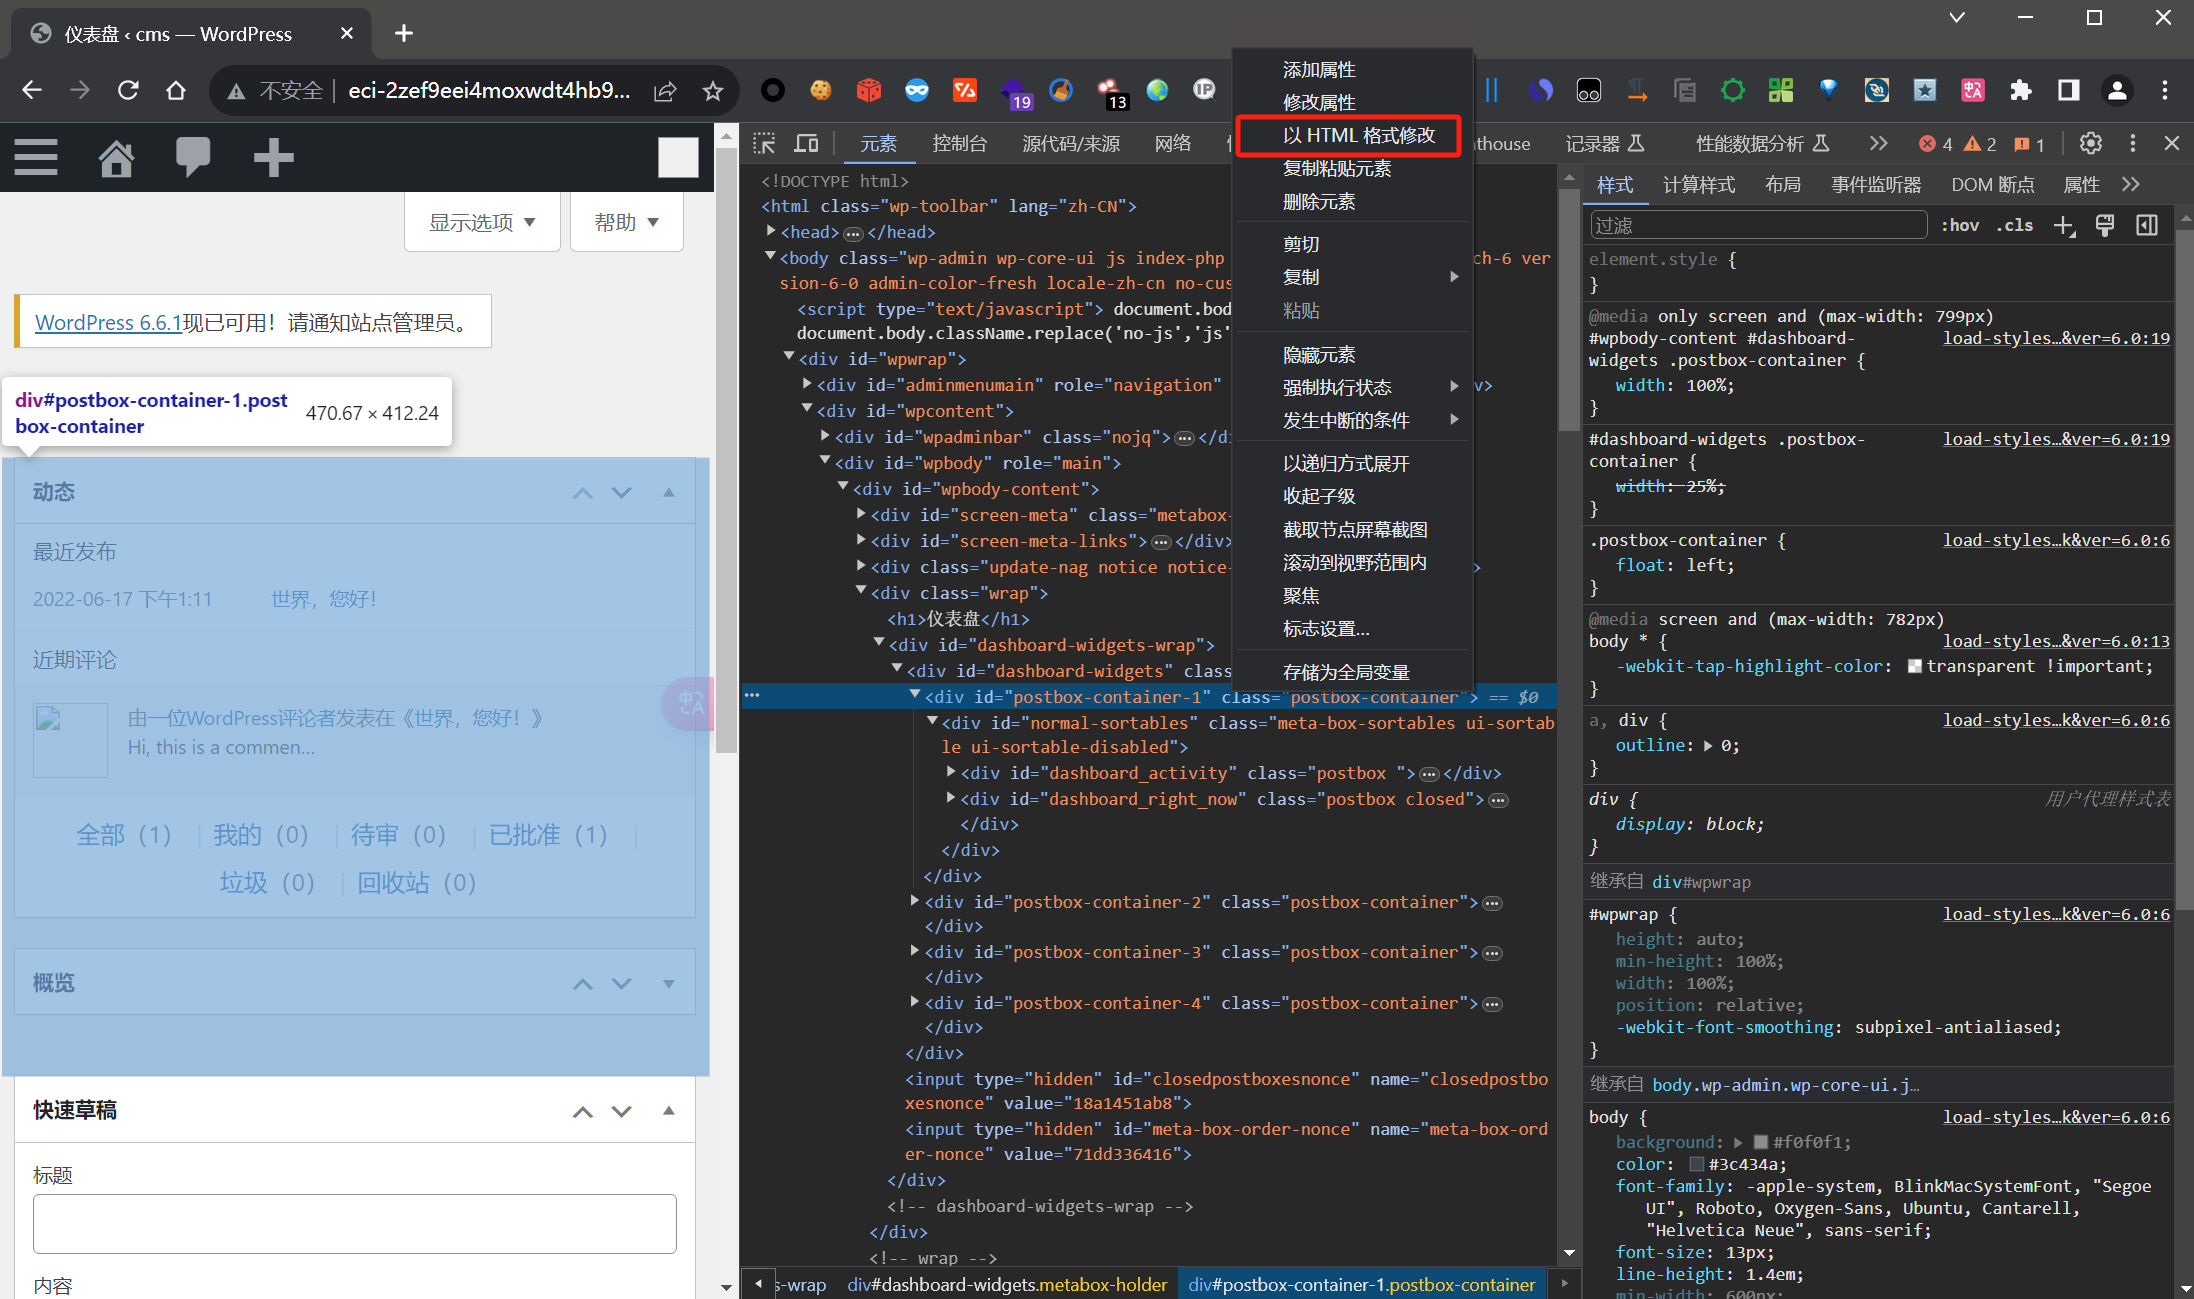 仪表盘 ‹ cms — WordPress
不安全
eci-2zef9eei4moxwdt4hb9...
19
13
IP
显示选项 ▼
帮助 ▼
WordPress 6.6.1现已可用！请通知站点管理员。
div#postbox-container-1.post
box-container
470.67 × 412.24
动态
最近发布
2022-06-17 下午1:11
世界，您好！
近期评论
由一位WordPress评论者发表在《世界，您好！》
Hi, this is a commen...
全部（1） | 我的（0） | 待审（0） | 已批准（1） |
垃圾（0） | 回收站（0）
概览
快速草稿
标题
内容
元素
控制台
源代码/来源
网络
thouse
记录器
性能数据分析
4
2
1
<!DOCTYPE html>
<html class="wp-toolbar" lang="zh-CN">
<head>…</head>
<body class="wp-admin wp-core-ui js index-php
ch-6 ver
sion-6-0 admin-color-fresh locale-zh-cn no-cus
<script type="text/javascript"> document.bod
document.body.className.replace('no-js','js'
<div id="wpwrap">
<div id="adminmenumain" role="navigation"
v>
<div id="wpcontent">
<div id="wpadminbar" class="nojq">…</di
<div id="wpbody" role="main">
<div id="wpbody-content">
<div id="screen-meta" class="metabox-
<div id="screen-meta-links">…</div>
<div class="update-nag notice notice-
>
<div class="wrap">
<h1>仪表盘</h1>
<div id="dashboard-widgets-wrap">
<div id="dashboard-widgets" clas
<div id="postbox-container-1" class="postbox-container"> == $0
<div id="normal-sortables" class="meta-box-sortables ui-sortab
le ui-sortable-disabled">
<div id="dashboard_activity" class="postbox ">…</div>
<div id="dashboard_right_now" class="postbox closed">…
</div>
</div>
</div>
<div id="postbox-container-2" class="postbox-container">…
</div>
<div id="postbox-container-3" class="postbox-container">…
</div>
<div id="postbox-container-4" class="postbox-container">…
</div>
</div>
<input type="hidden" id="closedpostboxesnonce" name="closedpostbo
xesnonce" value="18a1451ab8">
<input type="hidden" id="meta-box-order-nonce" name="meta-box-ord
er-nonce" value="71dd336416">
</div>
<!-- dashboard-widgets-wrap -->
</div>
<!-- wrap -->
s-wrap
div#dashboard-widgets.metabox-holder
div#postbox-container-1.postbox-container
添加属性
修改属性
以 HTML 格式修改
复制粘贴元素
删除元素
剪切
复制
粘贴
隐藏元素
强制执行状态
发生中断的条件
以递归方式展开
收起子级
截取节点屏幕截图
滚动到视野范围内
聚焦
标志设置...
存储为全局变量
样式
计算样式
布局
事件监听器
DOM 断点
属性
过滤
:hov
.cls
element.style {
}
@media only screen and (max-width: 799px)
#wpbody-content #dashboard-
load-styles…&ver=6.0:19
widgets .postbox-container {
width: 100%;
}
#dashboard-widgets .postbox-
load-styles…&ver=6.0:19
container {
width: 25%;
}
.postbox-container {
load-styles…k&ver=6.0:6
float: left;
}
@media screen and (max-width: 782px)
body * {
load-styles…&ver=6.0:13
-webkit-tap-highlight-color: transparent !important;
}
a, div {
load-styles…k&ver=6.0:6
outline: 0;
}
div {
用户代理样式表
display: block;
}
继承自 div#wpwrap
#wpwrap {
load-styles…k&ver=6.0:6
height: auto;
min-height: 100%;
width: 100%;
position: relative;
-webkit-font-smoothing: subpixel-antialiased;
}
继承自 body.wp-admin.wp-core-ui.j…
body {
load-styles…k&ver=6.0:6
background: #f0f0f1;
color: #3c434a;
font-family: -apple-system, BlinkMacSystemFont, "Segoe
UI", Roboto, Oxygen-Sans, Ubuntu, Cantarell,
"Helvetica Neue", sans-serif;
font-size: 13px;
line-height: 1.4em;
min-width: 600px;